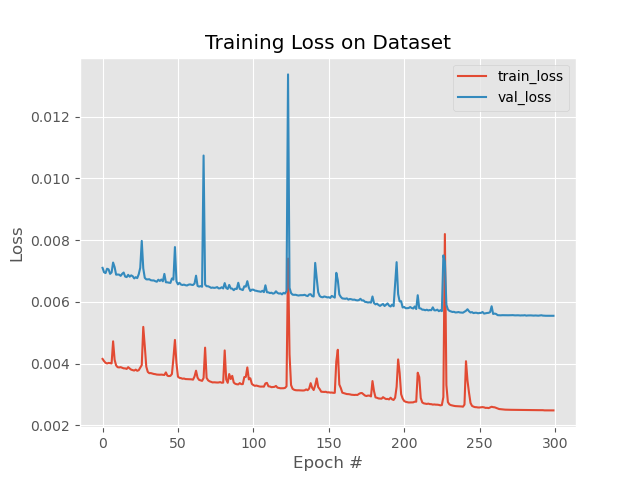 Training Loss on Dataset
train_loss
val_loss
0.012
0.010
0.008
0.006
0.004
0.002
Loss
0 50 100 150 200 250 300
Epoch #